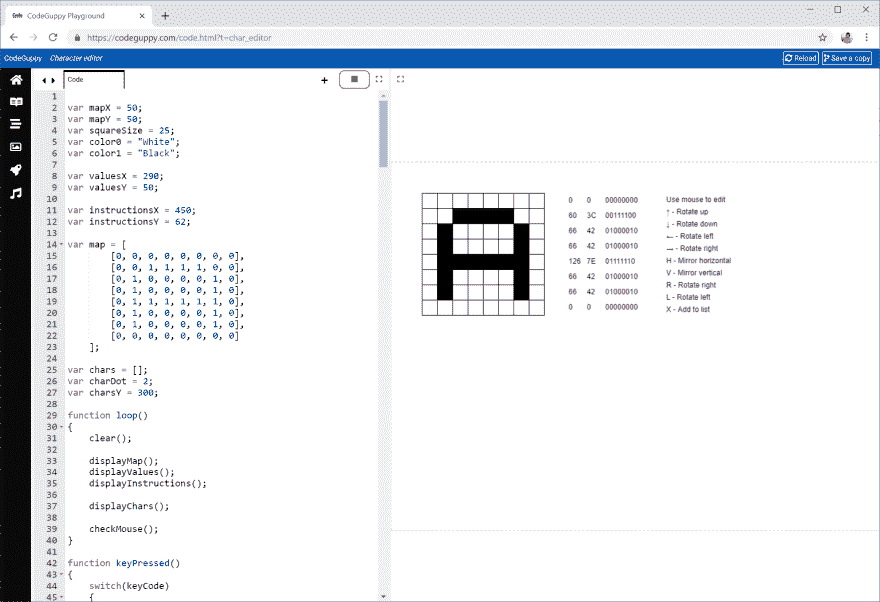 CodeGuppy Playground
https://codeguppy.com/code.html?t=char_editor
CodeGuppy Character editor
Reload Save a copy
Code
1
2 var mapX = 50;
3 var mapY = 50;
4 var squareSize = 25;
5 var color0 = "White";
6 var color1 = "Black";
7
8 var valuesX = 290;
9 var valuesY = 50;
10
11 var instructionsX = 450;
12 var instructionsY = 62;
13
14 var map = [
15 [0, 0, 0, 0, 0, 0, 0, 0],
16 [0, 0, 1, 1, 1, 1, 0, 0],
17 [0, 1, 0, 0, 0, 0, 1, 0],
18 [0, 1, 0, 0, 0, 0, 1, 0],
19 [0, 1, 1, 1, 1, 1, 1, 0],
20 [0, 1, 0, 0, 0, 0, 1, 0],
21 [0, 1, 0, 0, 0, 0, 1, 0],
22 [0, 0, 0, 0, 0, 0, 0, 0]
23 ];
24
25 var chars = [];
26 var charDot = 2;
27 var charsY = 300;
28
29 function loop()
30 {
31 clear();
32
33 displayMap();
34 displayValues();
35 displayInstructions();
36
37 displayChars();
38
39 checkMouse();
40 }
41
42 function keyPressed()
43 {
44 switch(keyCode)
45 {
0 0 00000000
60 3C 00111100
66 42 01000010
66 42 01000010
126 7E 01111110
66 42 01000010
66 42 01000010
0 0 00000000
Use mouse to edit
↑ - Rotate up
↓ - Rotate down
← - Rotate left
→ - Rotate right
H - Mirror horizontal
V - Mirror vertical
R - Rotate right
L - Rotate left
X - Add to list